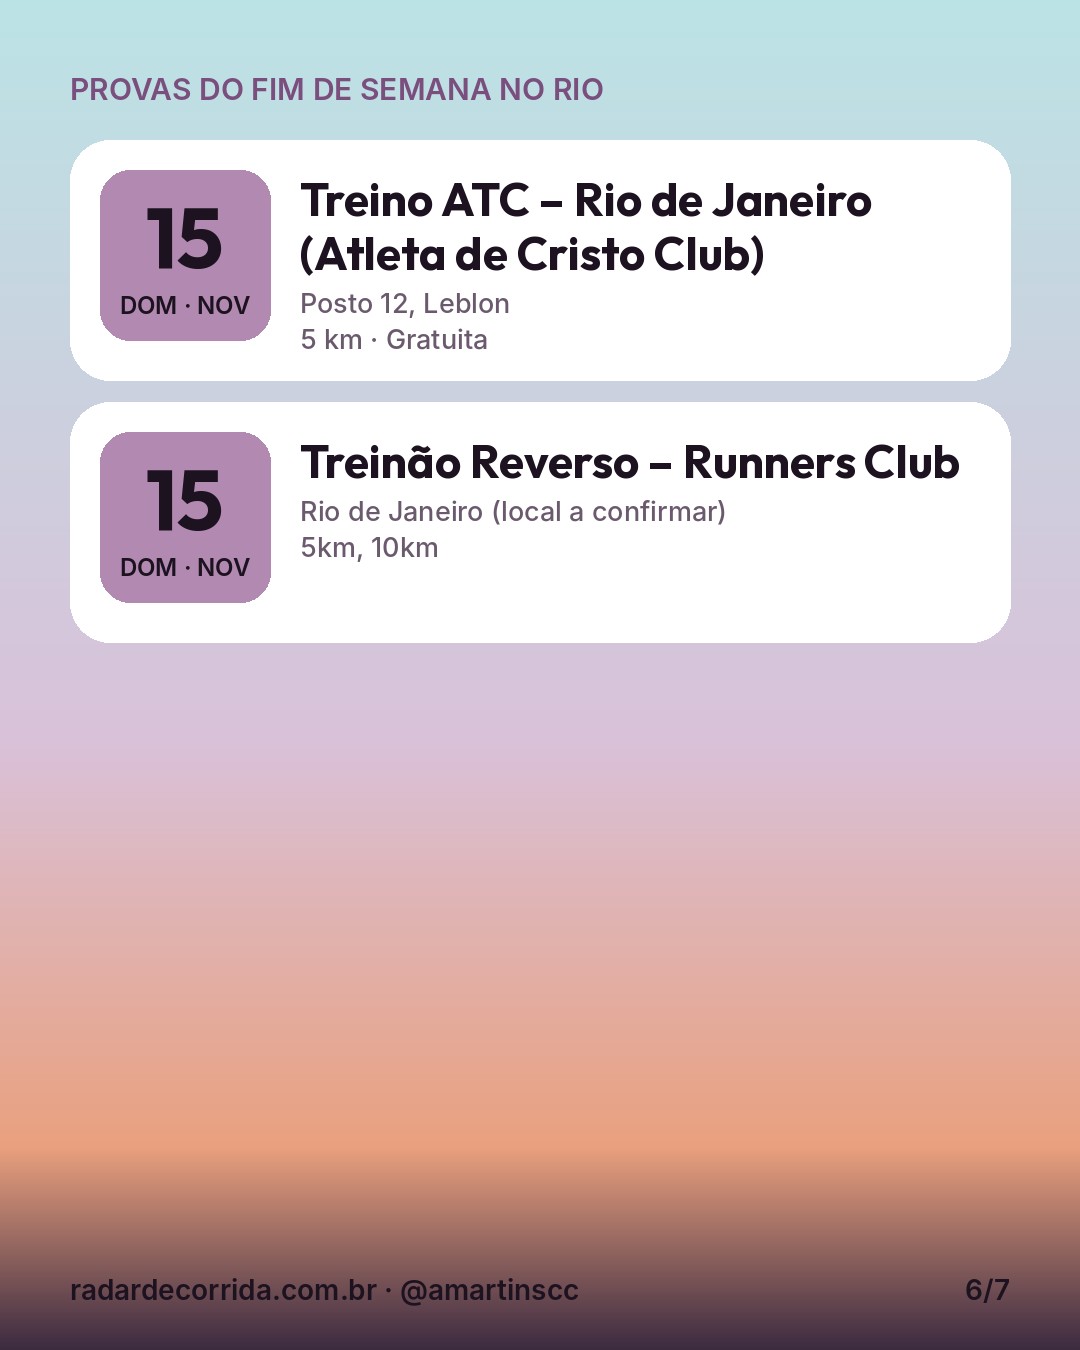 PROVAS DO FIM DE SEMANA NO RIO
15
DOM · NOV
Treino ATC – Rio de Janeiro
(Atleta de Cristo Club)
Posto 12, Leblon
5 km · Gratuita
15
DOM · NOV
Treinão Reverso – Runners Club
Rio de Janeiro (local a confirmar)
5km, 10km
radardecorrida.com.br · @amartinscc
6/7